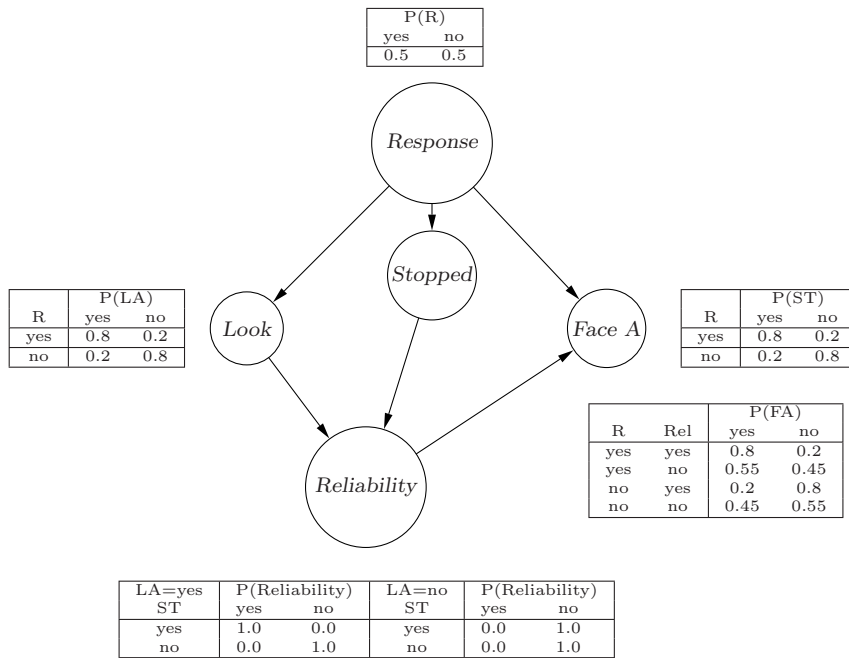 P(R)
yes no
0.5 0.5
Response
Stopped
Look
Face A
P(LA)
R yes no
yes 0.8 0.2
no 0.2 0.8
P(ST)
R yes no
yes 0.8 0.2
no 0.2 0.8
P(FA)
R Rel yes no
yes yes 0.8 0.2
yes no 0.55 0.45
no yes 0.2 0.8
no no 0.45 0.55
Reliability
LA=yes P(Reliability) LA=no P(Reliability)
ST yes no ST yes no
yes 1.0 0.0 yes 0.0 1.0
no 0.0 1.0 no 0.0 1.0